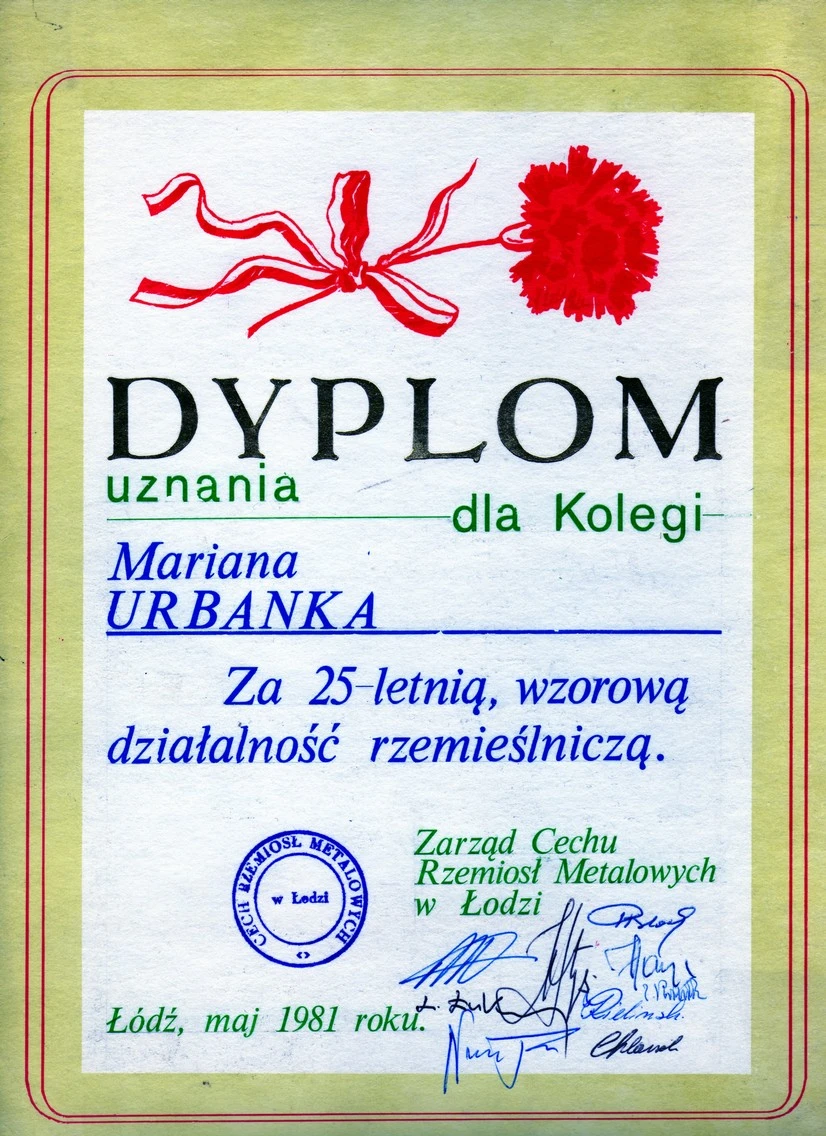 DYPLOM
uznania
dla Kolegi
Mariana
URBANKA
Za 25-letnią, wzorową
działalność rzemieślniczą.
Zarząd Cechu
Rzemiosł Metalowych
w Łodzi
CECH RZEMIOSŁ METALOWYCH
w Łodzi
Łódź, maj 1981 roku.